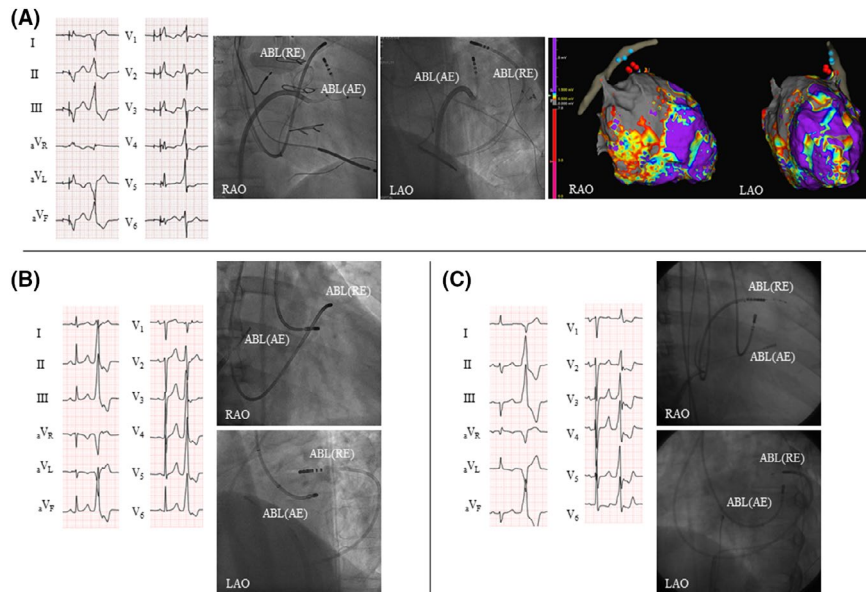 (A)
I
II
III
aVR
aVL
aVF
V1
V2
V3
V4
V5
V6
ABL(RE)
ABL(AE)
RAO
ABL(AE)
ABL(RE)
LAO
RAO
LAO
(B)
I
II
III
aVR
aVL
aVF
V1
V2
V3
V4
V5
V6
ABL(RE)
ABL(AE)
RAO
ABL(RE)
ABL(AE)
LAO
(C)
I
II
III
aVR
aVL
aVF
V1
V2
V3
V4
V5
V6
ABL(RE)
ABL(AE)
RAO
ABL(RE)
ABL(AE)
LAO